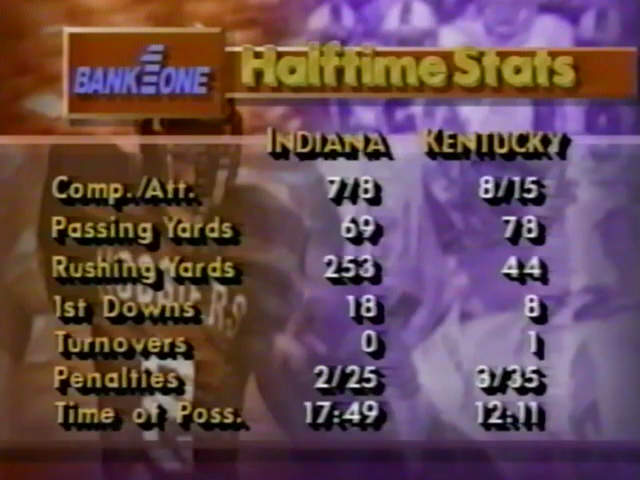 BANK ONE Halftime Stats
INDIANA KENTUCKY
Comp./Att. 7/8 8/15
Passing Yards 69 78
Rushing Yards 253 44
1st Downs 18 8
Turnovers 0 1
Penalties 2/25 3/35
Time of Poss. 17:49 12:11
HOOSIERS